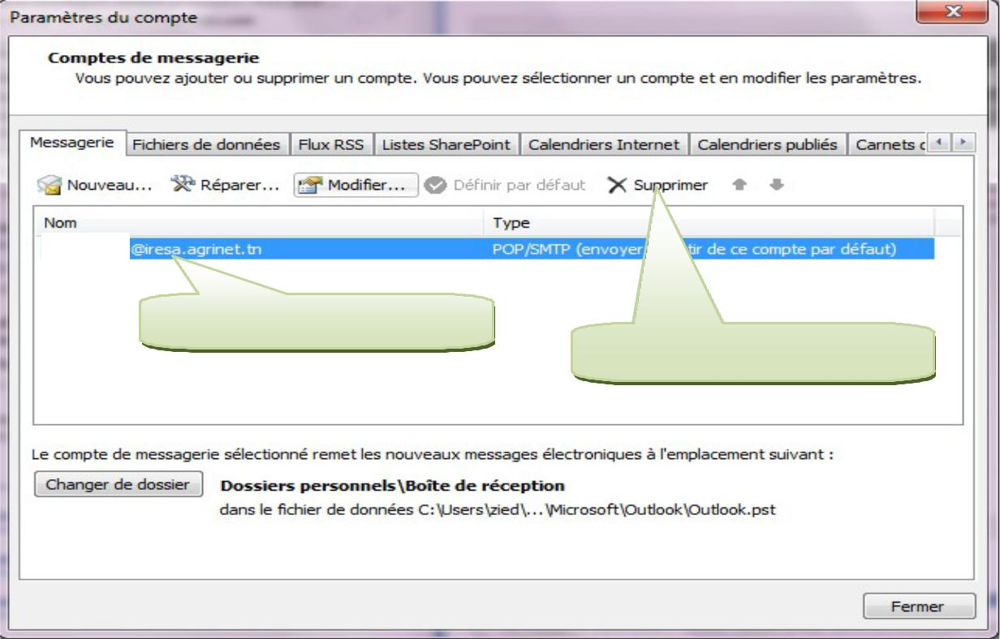 Paramètres du compte
Comptes de messagerie
Vous pouvez ajouter ou supprimer un compte. Vous pouvez sélectionner un compte et en modifier les paramètres.
Messagerie Fichiers de données Flux RSS Listes SharePoint Calendriers Internet Calendriers publiés Carnets
Nouveau... Réparer... Modifier... Définir par défaut Supprimer
Nom Type
@iresa.agrinet.tn POP/SMTP (envoyer tir de ce compte par défaut)
Le compte de messagerie sélectionné remet les nouveaux messages électroniques à l'emplacement suivant :
Changer de dossier Dossiers personnels\Boîte de réception
dans le fichier de données C:\Users\zied\...\Microsoft\Outlook\Outlook.pst
Fermer